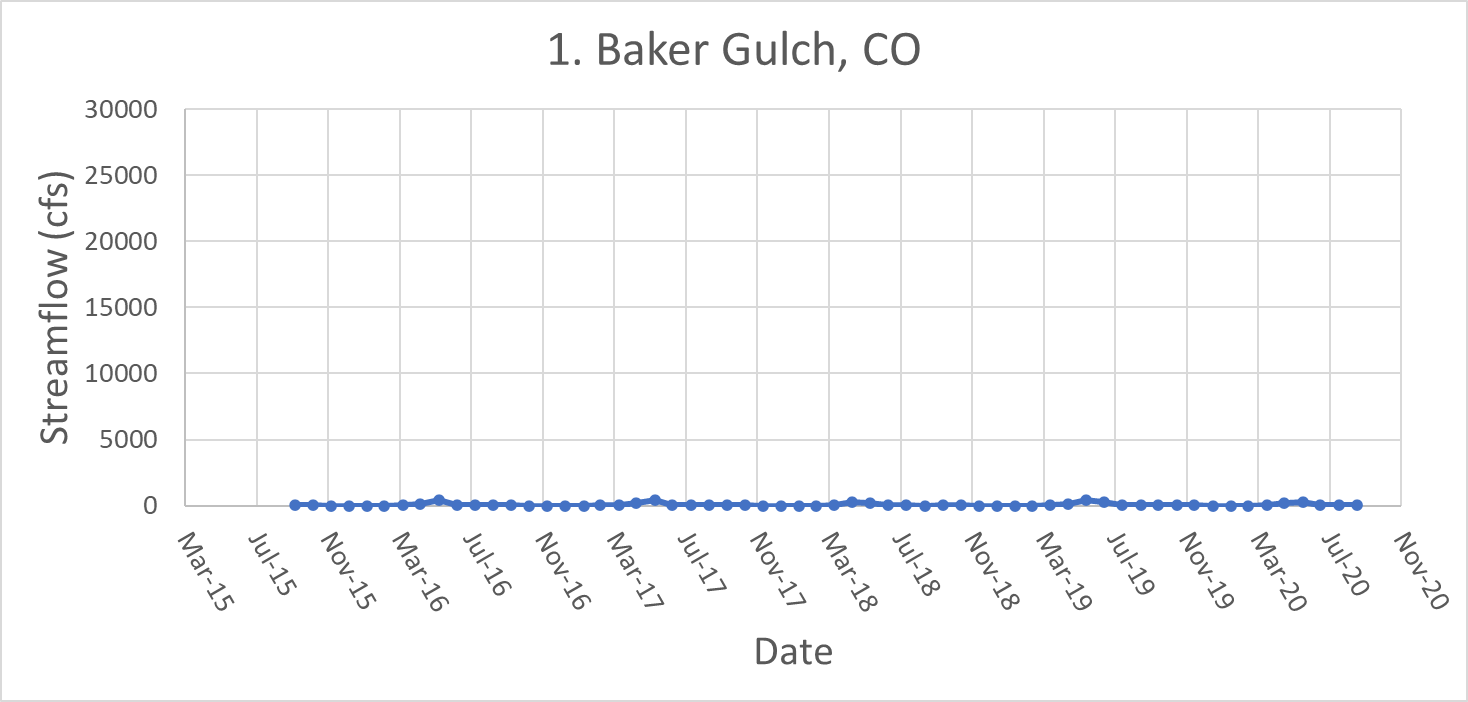 1. Baker Gulch, CO
30000
25000
20000
15000
10000
5000
0
Streamflow (cfs)
Mar-15
Jul-15
Nov-15
Mar-16
Jul-16
Nov-16
Mar-17
Jul-17
Nov-17
Mar-18
Jul-18
Nov-18
Mar-19
Jul-19
Nov-19
Mar-20
Jul-20
Nov-20
Date